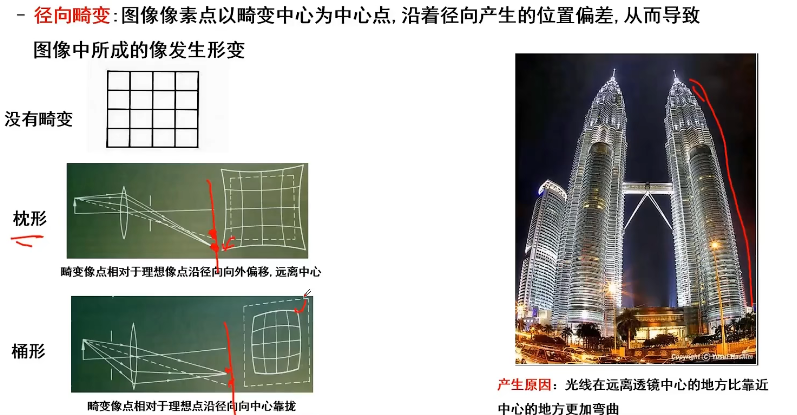 - 径向畸变:图像像素点以畸变中心为中心点,沿着径向产生的位置偏差,从而导致
图像中所成的像发生形变
没有畸变
枕形
畸变像点相对于理想像点沿径向向外偏移,远离中心
桶形
畸变像点相对于理想点沿径向向中心靠拢
Copyright (C) Yusuf Hashim
产生原因:光线在远离透镜中心的地方比靠近
中心的地方更加弯曲